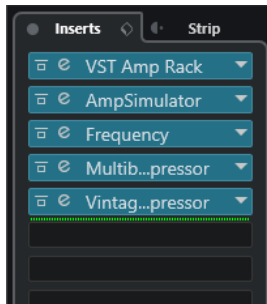 Inserts Strip
e VST Amp Rack
e AmpSimulator
e Frequency
e Multib...pressor
e Vintag...pressor